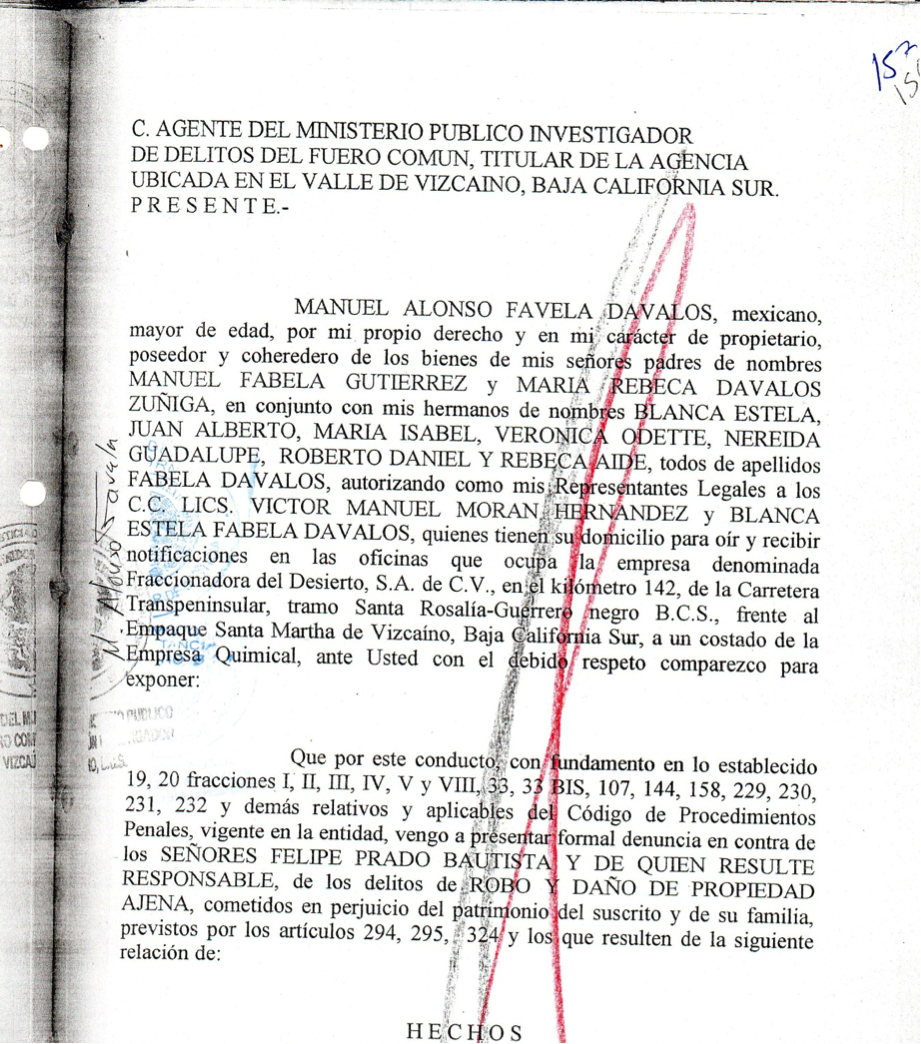 157
C. AGENTE DEL MINISTERIO PUBLICO INVESTIGADOR
DE DELITOS DEL FUERO COMUN, TITULAR DE LA AGENCIA
UBICADA EN EL VALLE DE VIZCAINO, BAJA CALIFORNIA SUR.
P R E S E N T E.-
MANUEL ALONSO FAVELA DAVALOS, mexicano,
mayor de edad, por mi propio derecho y en mi carácter de propietario,
poseedor y coheredero de los bienes de mis señores padres de nombres
MANUEL FABELA GUTIERREZ y MARIA REBECA DAVALOS
ZUÑIGA, en conjunto con mis hermanos de nombres BLANCA ESTELA,
JUAN ALBERTO, MARIA ISABEL, VERONICA ODETTE, NEREIDA
GUADALUPE, ROBERTO DANIEL Y REBECA AIDE, todos de apellidos
FABELA DAVALOS, autorizando como mis Representantes Legales a los
C.C. LICS. VICTOR MANUEL MORAN HERNANDEZ y BLANCA
ESTELA FABELA DAVALOS, quienes tienen su domicilio para oír y recibir
notificaciones en las oficinas que ocupa la empresa denominada
Fraccionadora del Desierto, S.A. de C.V., en el kilómetro 142, de la Carretera
Transpeninsular, tramo Santa Rosalía-Guerrero negro B.C.S., frente al
Empaque Santa Martha de Vizcaíno, Baja California Sur, a un costado de la
Empresa Quimical, ante Usted con el debido respeto comparezco para
exponer:
Que por este conducto, con fundamento en lo establecido
19, 20 fracciones I, II, III, IV, V y VIII, 33, 33 BIS, 107, 144, 158, 229, 230,
231, 232 y demás relativos y aplicables del Código de Procedimientos
Penales, vigente en la entidad, vengo a presentar formal denuncia en contra de
los SEÑORES FELIPE PRADO BAUTISTA Y DE QUIEN RESULTE
RESPONSABLE, de los delitos de ROBO Y DAÑO DE PROPIEDAD
AJENA, cometidos en perjuicio del patrimonio del suscrito y de su familia,
previstos por los artículos 294, 295, 324 y los que resulten de la siguiente
relación de:
H E C H O S